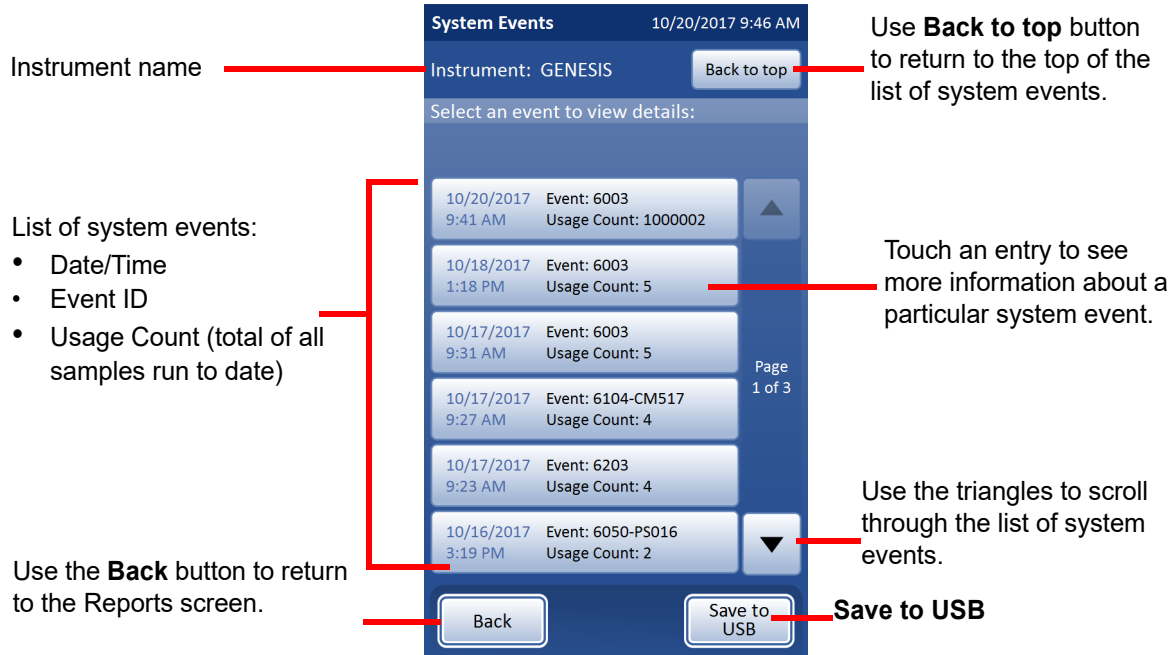 System Events 10/20/2017 9:46 AM
Instrument name
Instrument: GENESIS
Back to top
Use Back to top button
to return to the top of the
list of system events.
Select an event to view details:
List of system events:
• Date/Time
• Event ID
• Usage Count (total of all
samples run to date)
10/20/2017 Event: 6003
9:41 AM Usage Count: 1000002
10/18/2017 Event: 6003
1:18 PM Usage Count: 5
10/17/2017 Event: 6003
9:31 AM Usage Count: 5
10/17/2017 Event: 6104-CM517
9:27 AM Usage Count: 4
10/17/2017 Event: 6203
9:23 AM Usage Count: 4
10/16/2017 Event: 6050-PS016
3:19 PM Usage Count: 2
Page
1 of 3
Touch an entry to see
more information about a
particular system event.
Use the triangles to scroll
through the list of system
events.
Use the Back button to return
to the Reports screen.
Back
Save to
USB
Save to USB